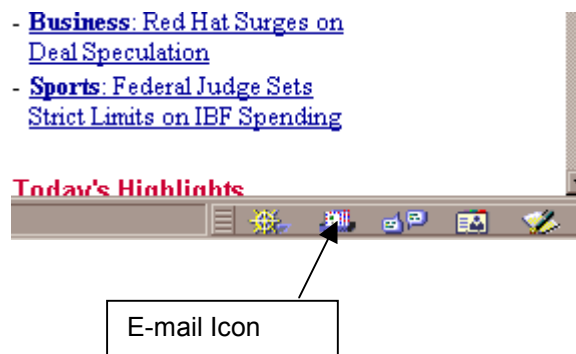 - Business: Red Hat Surges on
Deal Speculation
- Sports: Federal Judge Sets
Strict Limits on IBF Spending
Today's Highlights
E-mail Icon